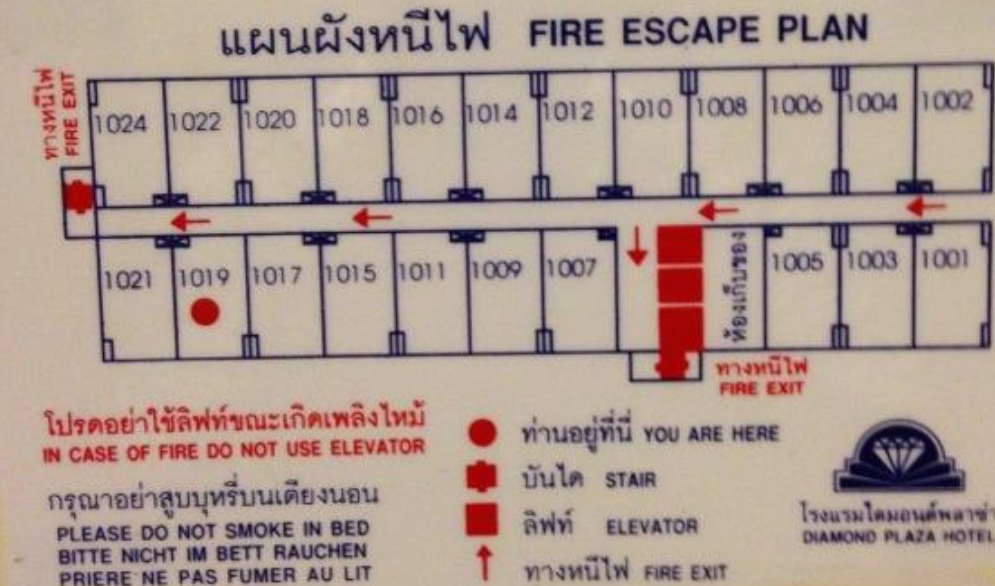 แผนผังหนีไฟ FIRE ESCAPE PLAN
ทางหนีไฟ
FIRE EXIT
1024 1022 1020 1018 1016 1014 1012 1010 1008 1006 1004 1002
1021 1019 1017 1015 1011 1009 1007 ห้องเก็บของ 1005 1003 1001
ทางหนีไฟ
FIRE EXIT
โปรดอย่าใช้ลิฟท์ขณะเกิดเพลิงไหม้
IN CASE OF FIRE DO NOT USE ELEVATOR
กรุณาอย่าสูบบุหรี่บนเตียงนอน
PLEASE DO NOT SMOKE IN BED
BITTE NICHT IM BETT RAUCHEN
PRIERE NE PAS FUMER AU LIT
ท่านอยู่ที่นี่ YOU ARE HERE
บันได STAIR
ลิฟท์ ELEVATOR
ทางหนีไฟ FIRE EXIT
โรงแรมไดมอนด์พลาซ่า
DIAMOND PLAZA HOTEL